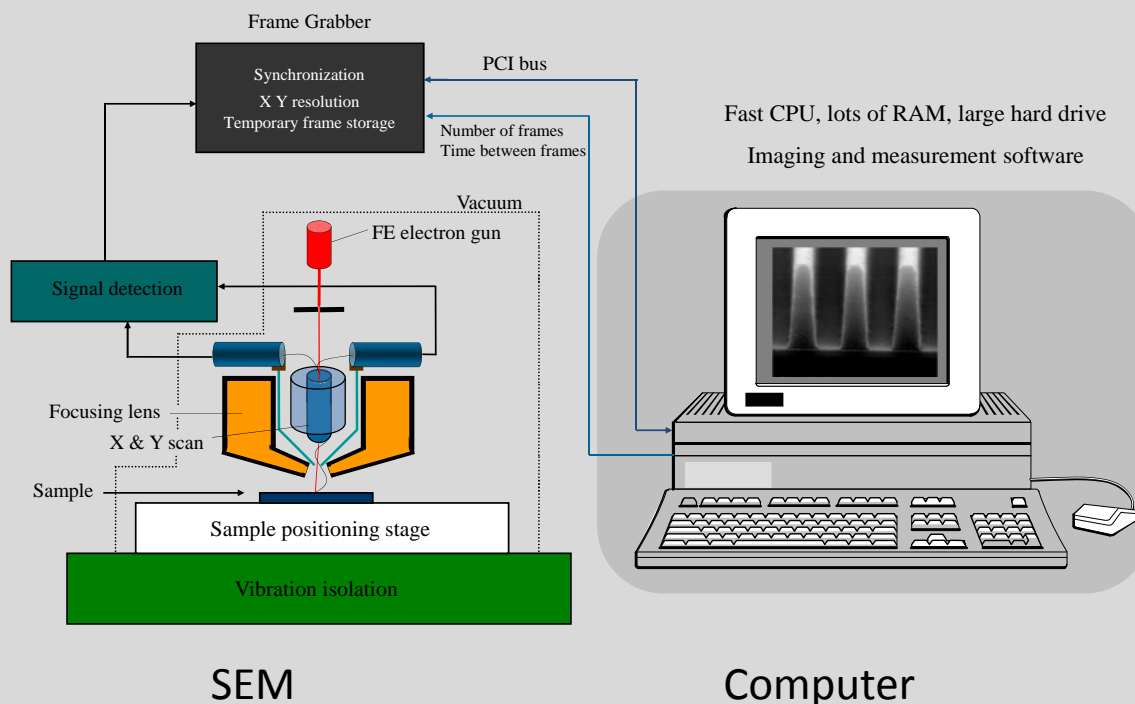 Frame Grabber
Synchronization
X Y resolution
Temporary frame storage
PCI bus
Number of frames
Time between frames
Fast CPU, lots of RAM, large hard drive
Imaging and measurement software
Vacuum
FE electron gun
Signal detection
Focusing lens
X & Y scan
Sample
Sample positioning stage
Vibration isolation
SEM
Computer